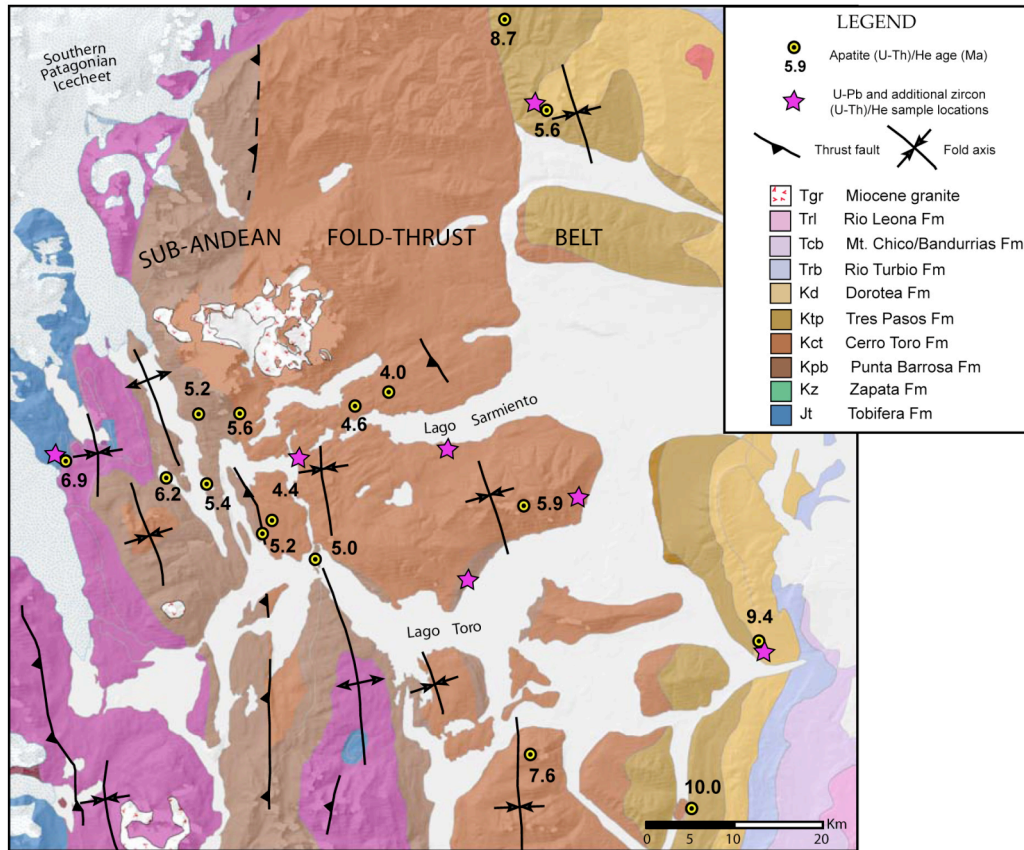 Southern
Patagonian
Icecheet
8.7
5.6
SUB-ANDEAN FOLD-THRUST BELT
5.2
5.6
4.0
4.6
Lago Sarmiento
6.9
6.2
5.4
4.4
5.9
5.2
5.0
9.4
Lago Toro
7.6
10.0
0 5 10 20 Km
LEGEND
5.9 Apatite (U-Th)/He age (Ma)
U-Pb and additional zircon
(U-Th)/He sample locations
Thrust fault Fold axis
Tgr Miocene granite
Trl Rio Leona Fm
Tcb Mt. Chico/Bandurrias Fm
Trb Rio Turbio Fm
Kd Dorotea Fm
Ktp Tres Pasos Fm
Kct Cerro Toro Fm
Kpb Punta Barrosa Fm
Kz Zapata Fm
Jt Tobifera Fm